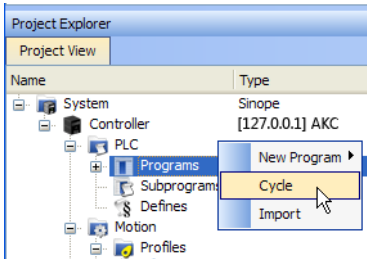 Project Explorer
Project View
Name Type
System Sinope
Controller [127.0.0.1] AKC
PLC
Programs New Program
Subprograms Cycle
Defines Import
Motion
Profiles